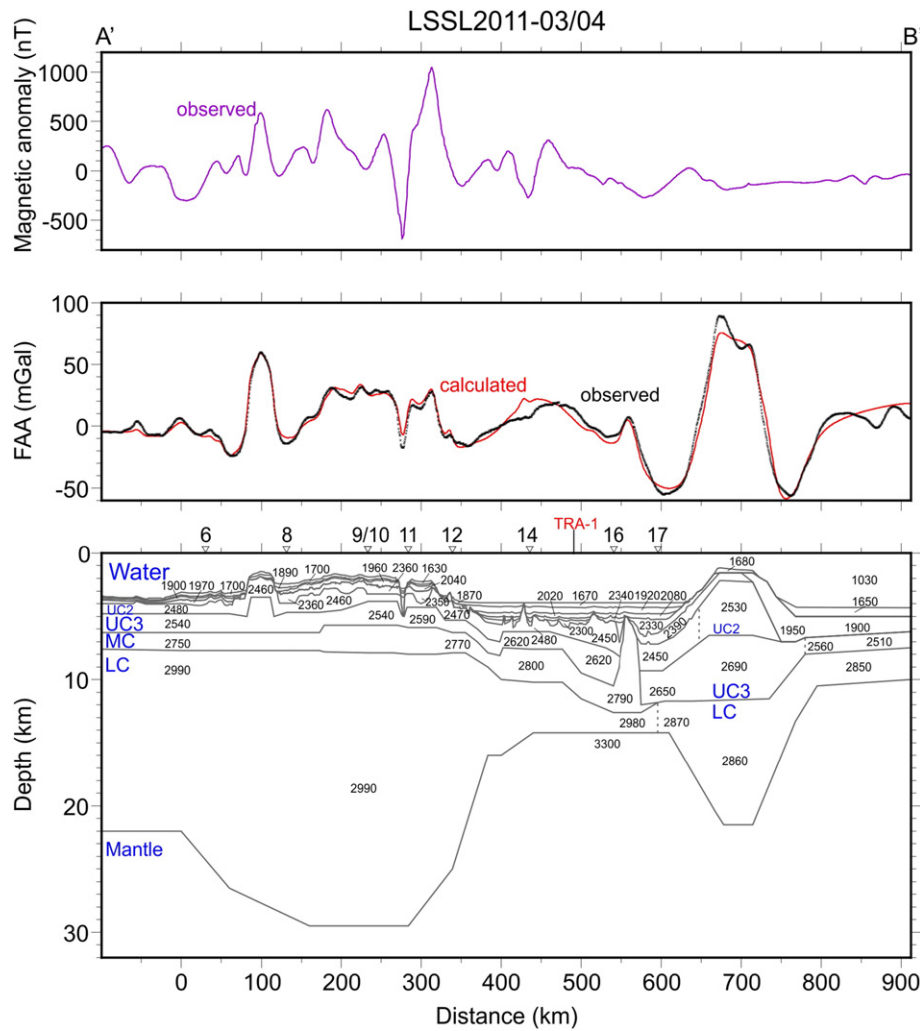 LSSL2011-03/04
A' B'
Magnetic anomaly (nT)
1000
500
0
-500
observed
FAA (mGal)
100
50
0
-50
calculated
observed
6 8 9/10 11 12 14 TRA-1 16 17
Depth (km)
0
10
20
30
Water
1900 1970 1700 1890 1700 1960 2360 1630 2040 1870 2020 1670 2340 1920 2080 1680 1030
2460 2360 2460 2350 2470 2330 2390 2530 1650
UC2 2480
UC3 2540 2540 2590 2620 2480 2300 2450 2450 UC2 1950 1900
MC 2750 2770 2620 2560 2510
LC 2990 2800 2790 2650 2690 UC3 2850
2980 2870 LC
3300 2860
2990
Mantle
0 100 200 300 400 500 600 700 800 900
Distance (km)